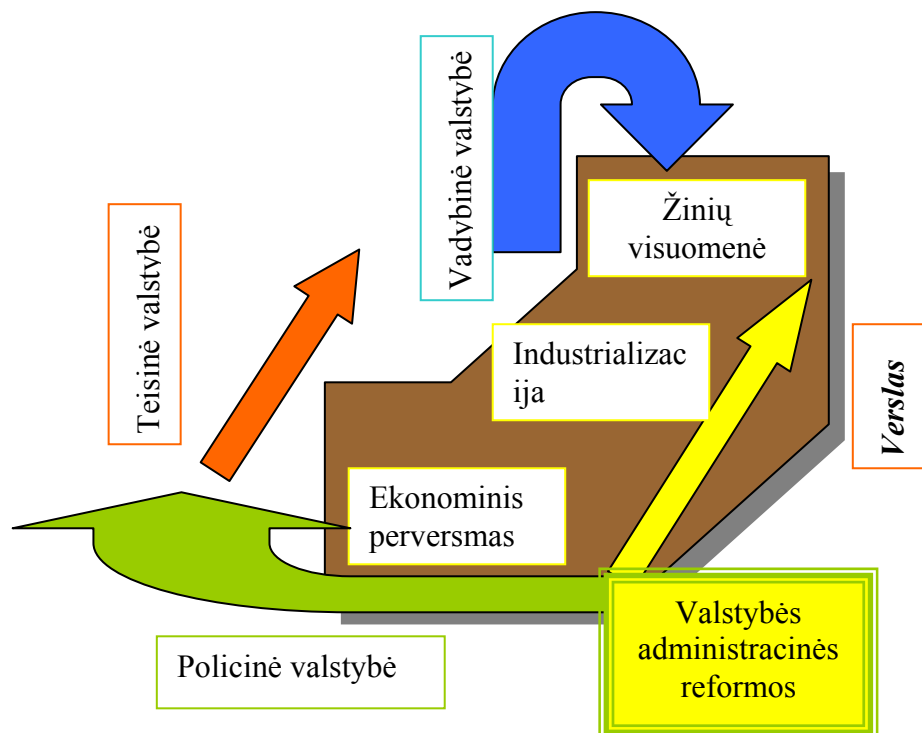 Vadybinė valstybė
Žinių
visuomenė
Teisinė valstybė
Industrializac
ija
Verslas
Ekonominis
perversmas
Policinė valstybė
Valstybės
administracinės
reformos